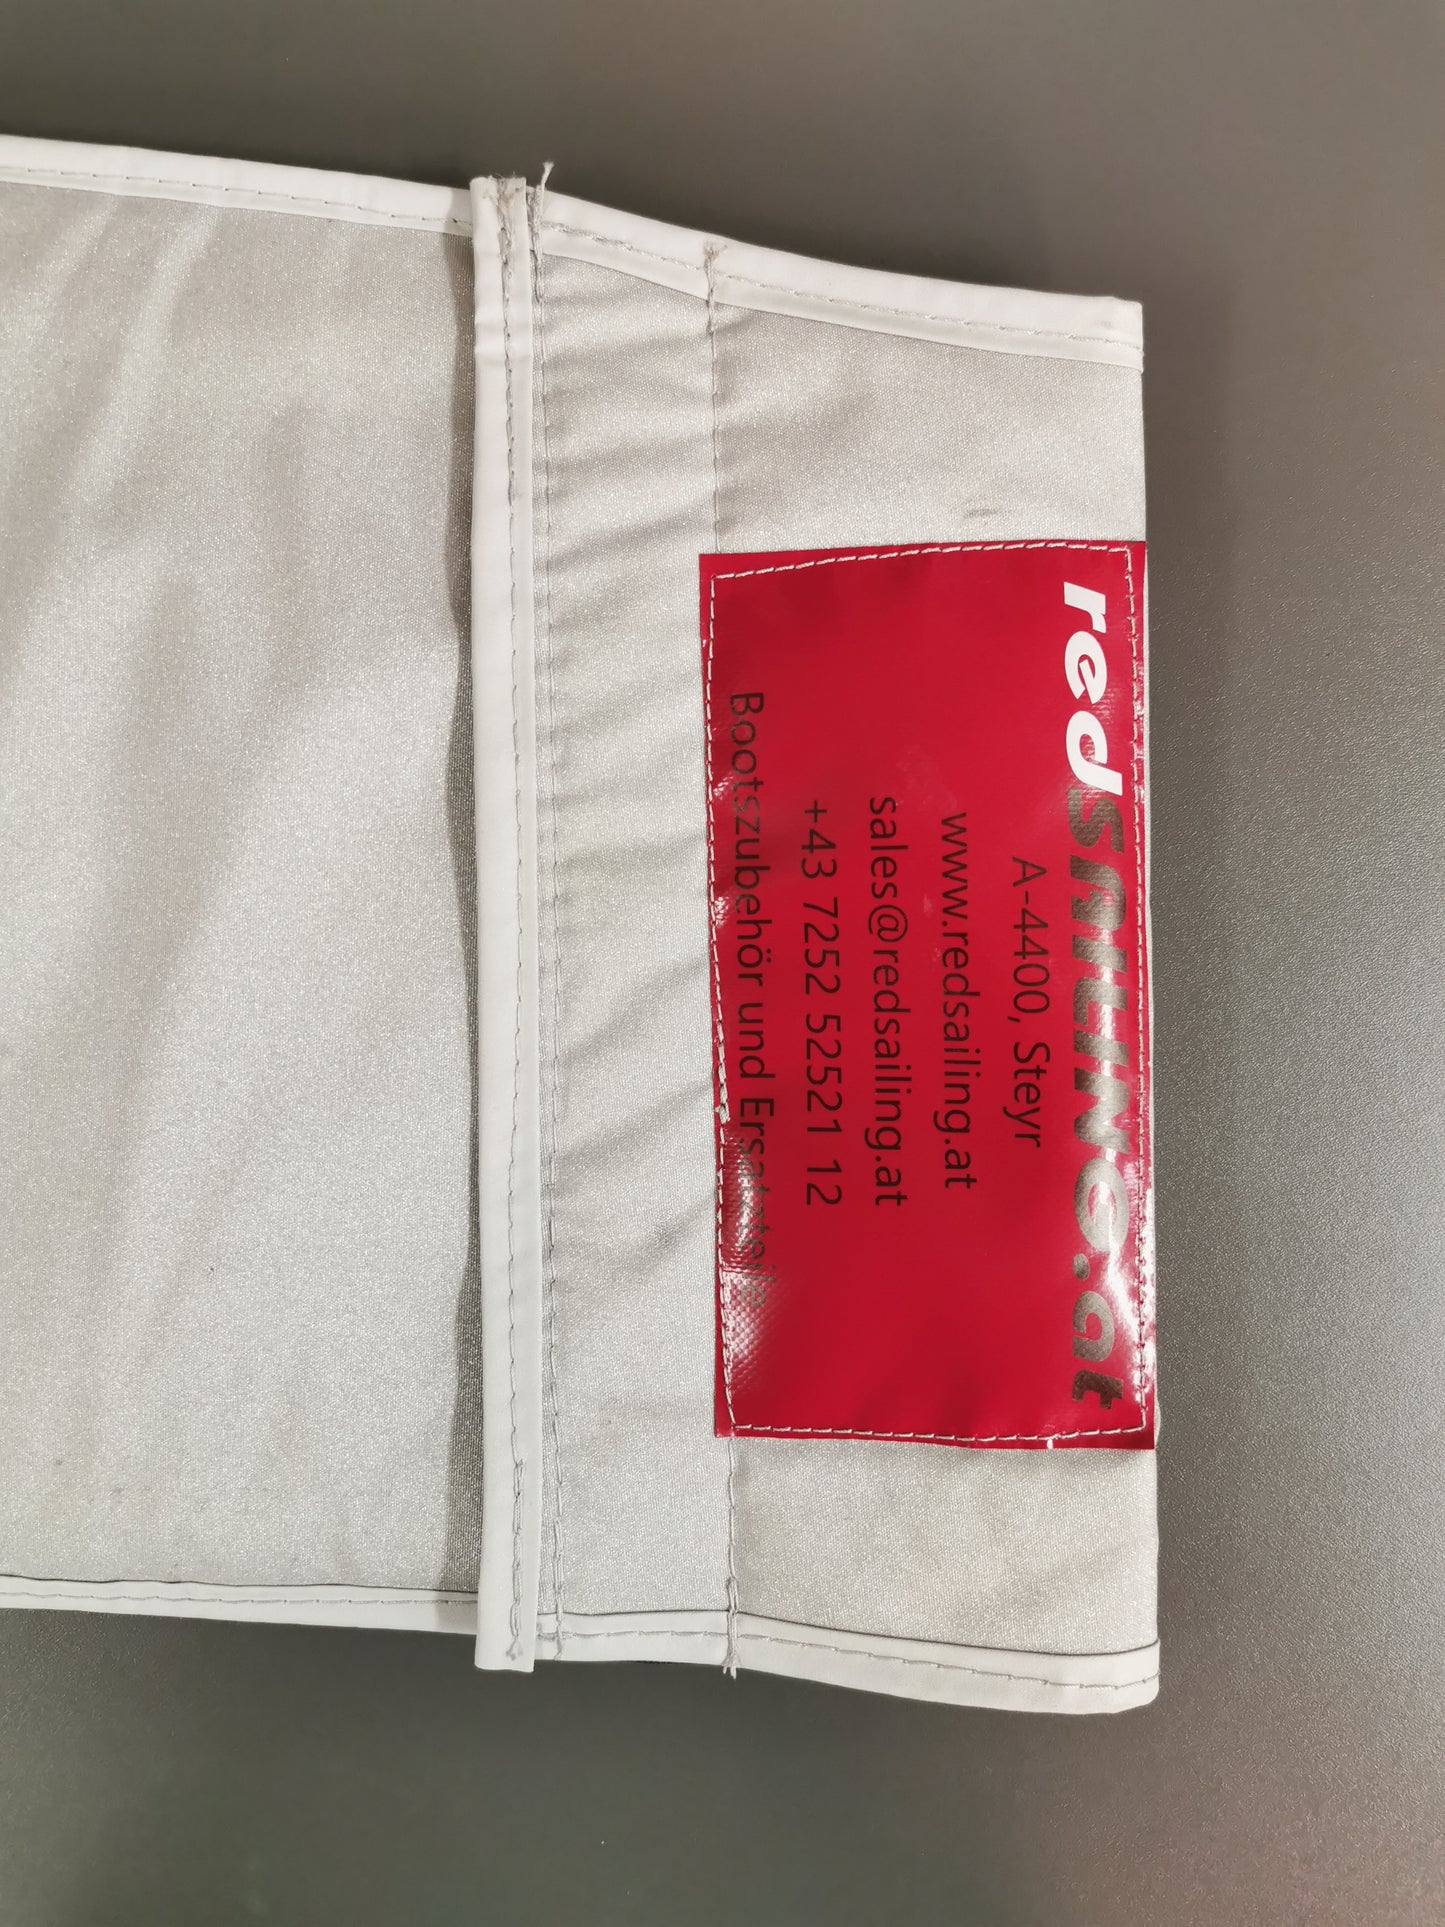 redSAILING.at
A-4400, Steyr
www.redsailing.at
sales@redsailing.at
+43 7252 52521 12
Bootszubehör und Ersatzteile